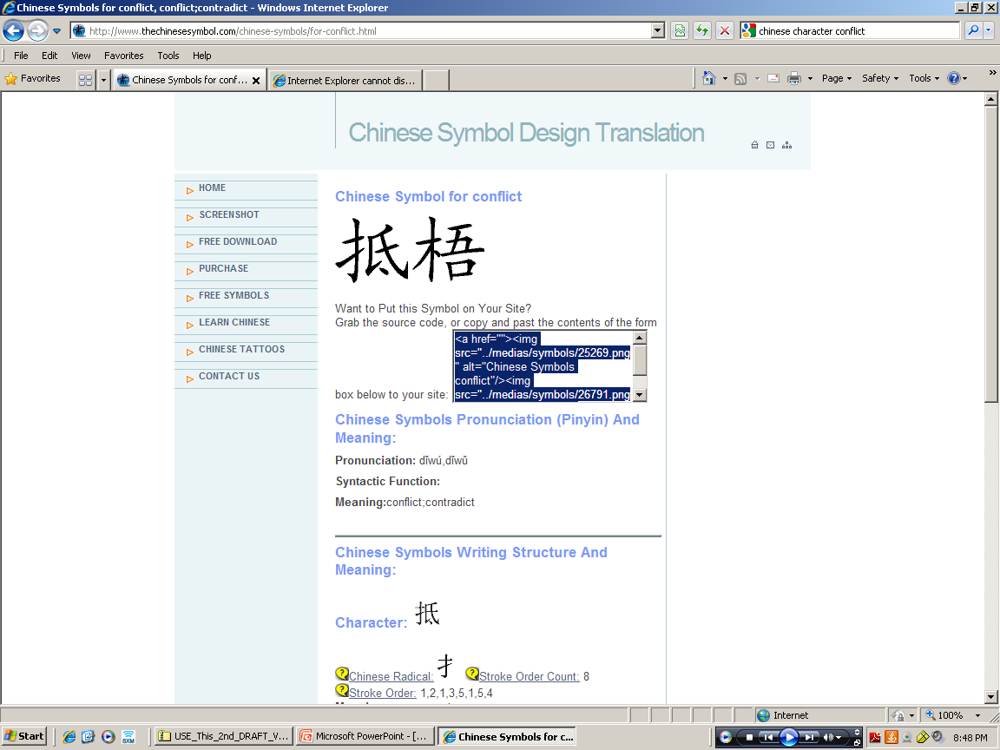 Chinese Symbols for conflict, conflict;contradict - Windows Internet Explorer
http://www.thechinesesymbol.com/chinese-symbols/for-conflict.html
chinese character conflict
File Edit View Favorites Tools Help
Favorites
Chinese Symbols for conf...
Internet Explorer cannot dis...
Page Safety Tools
Chinese Symbol Design Translation
HOME
SCREENSHOT
FREE DOWNLOAD
PURCHASE
FREE SYMBOLS
LEARN CHINESE
CHINESE TATTOOS
CONTACT US
Chinese Symbol for conflict
抵梧
Want to Put this Symbol on Your Site?
Grab the source code, or copy and past the contents of the form
<a href=""><img
src="../medias/symbols/25269.png
" alt="Chinese Symbols
conflict"/><img
src="../medias/symbols/26791.png
box below to your site:
Chinese Symbols Pronunciation (Pinyin) And
Meaning:
Pronunciation: dǐwú,dǐwǔ
Syntactic Function:
Meaning:conflict;contradict
Chinese Symbols Writing Structure And
Meaning:
Character: 抵
Chinese Radical: 扌 Stroke Order Count: 8
Stroke Order: 1,2,1,3,5,1,5,4
Internet
100%
Start
SXM
USE_This_2nd_DRAFT_V...
Microsoft PowerPoint - [...
Chinese Symbols for c...
8:48 PM